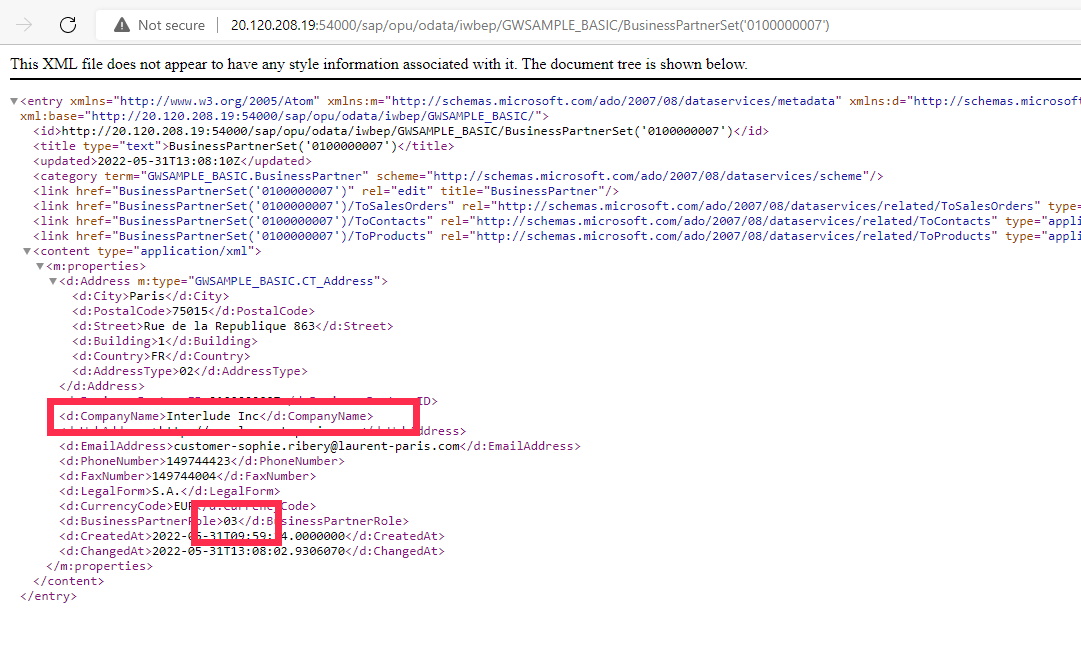 Not secure | 20.120.208.19:54000/sap/opu/odata/iwbep/GWSAMPLE_BASIC/BusinessPartnerSet('0100000007')
This XML file does not appear to have any style information associated with it. The document tree is shown below.
▼<entry xmlns="http://www.w3.org/2005/Atom" xmlns:m="http://schemas.microsoft.com/ado/2007/08/dataservices/metadata" xmlns:d="http://schemas.microsoft
xml:base="http://20.120.208.19:54000/sap/opu/odata/iwbep/GWSAMPLE_BASIC/">
<id>http://20.120.208.19:54000/sap/opu/odata/iwbep/GWSAMPLE_BASIC/BusinessPartnerSet('0100000007')</id>
<title type="text">BusinessPartnerSet('0100000007')</title>
<updated>2022-05-31T13:08:10Z</updated>
<category term="GWSAMPLE_BASIC.BusinessPartner" scheme="http://schemas.microsoft.com/ado/2007/08/dataservices/scheme"/>
<link href="BusinessPartnerSet('0100000007')" rel="edit" title="BusinessPartner"/>
<link href="BusinessPartnerSet('0100000007')/ToSalesOrders" rel="http://schemas.microsoft.com/ado/2007/08/dataservices/related/ToSalesOrders" type=
<link href="BusinessPartnerSet('0100000007')/ToContacts" rel="http://schemas.microsoft.com/ado/2007/08/dataservices/related/ToContacts" type="appli
<link href="BusinessPartnerSet('0100000007')/ToProducts" rel="http://schemas.microsoft.com/ado/2007/08/dataservices/related/ToProducts" type="appli
▼<content type="application/xml">
▼<m:properties>
▼<d:Address m:type="GWSAMPLE_BASIC.CT_Address">
<d:City>Paris</d:City>
<d:PostalCode>75015</d:PostalCode>
<d:Street>Rue de la Republique 863</d:Street>
<d:Building>1</d:Building>
<d:Country>FR</d:Country>
<d:AddressType>02</d:AddressType>
</d:Address>
ID>
<d:CompanyName>Interlude Inc</d:CompanyName>
ddress>
<d:EmailAddress>customer-sophie.ribery@laurent-paris.com</d:EmailAddress>
<d:PhoneNumber>149744423</d:PhoneNumber>
<d:FaxNumber>149744004</d:FaxNumber>
<d:LegalForm>S.A.</d:LegalForm>
<d:CurrencyCode>EUR</d:CurrencyCode>
<d:BusinessPartnerRole>03</d:BusinessPartnerRole>
<d:CreatedAt>2022-05-31T09:59: 4.0000000</d:CreatedAt>
<d:ChangedAt>2022-05-31T13:08:02.9306070</d:ChangedAt>
</m:properties>
</content>
</entry>